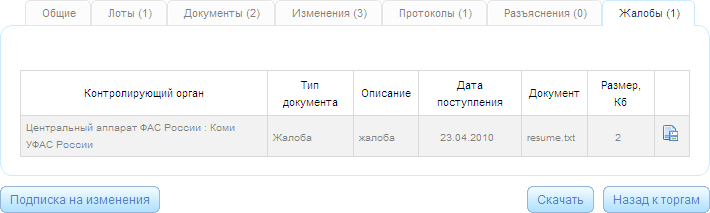 Общие Лоты (1) Документы (2) Изменения (3) Протоколы (1) Разъяснения (0) Жалобы (1)
Контролирующий орган Тип документа Описание Дата поступления Документ Размер, Кб
Центральный аппарат ФАС России : Коми УФАС России Жалоба жалоба 23.04.2010 resume.txt 2
Подписка на изменения Скачать Назад к торгам